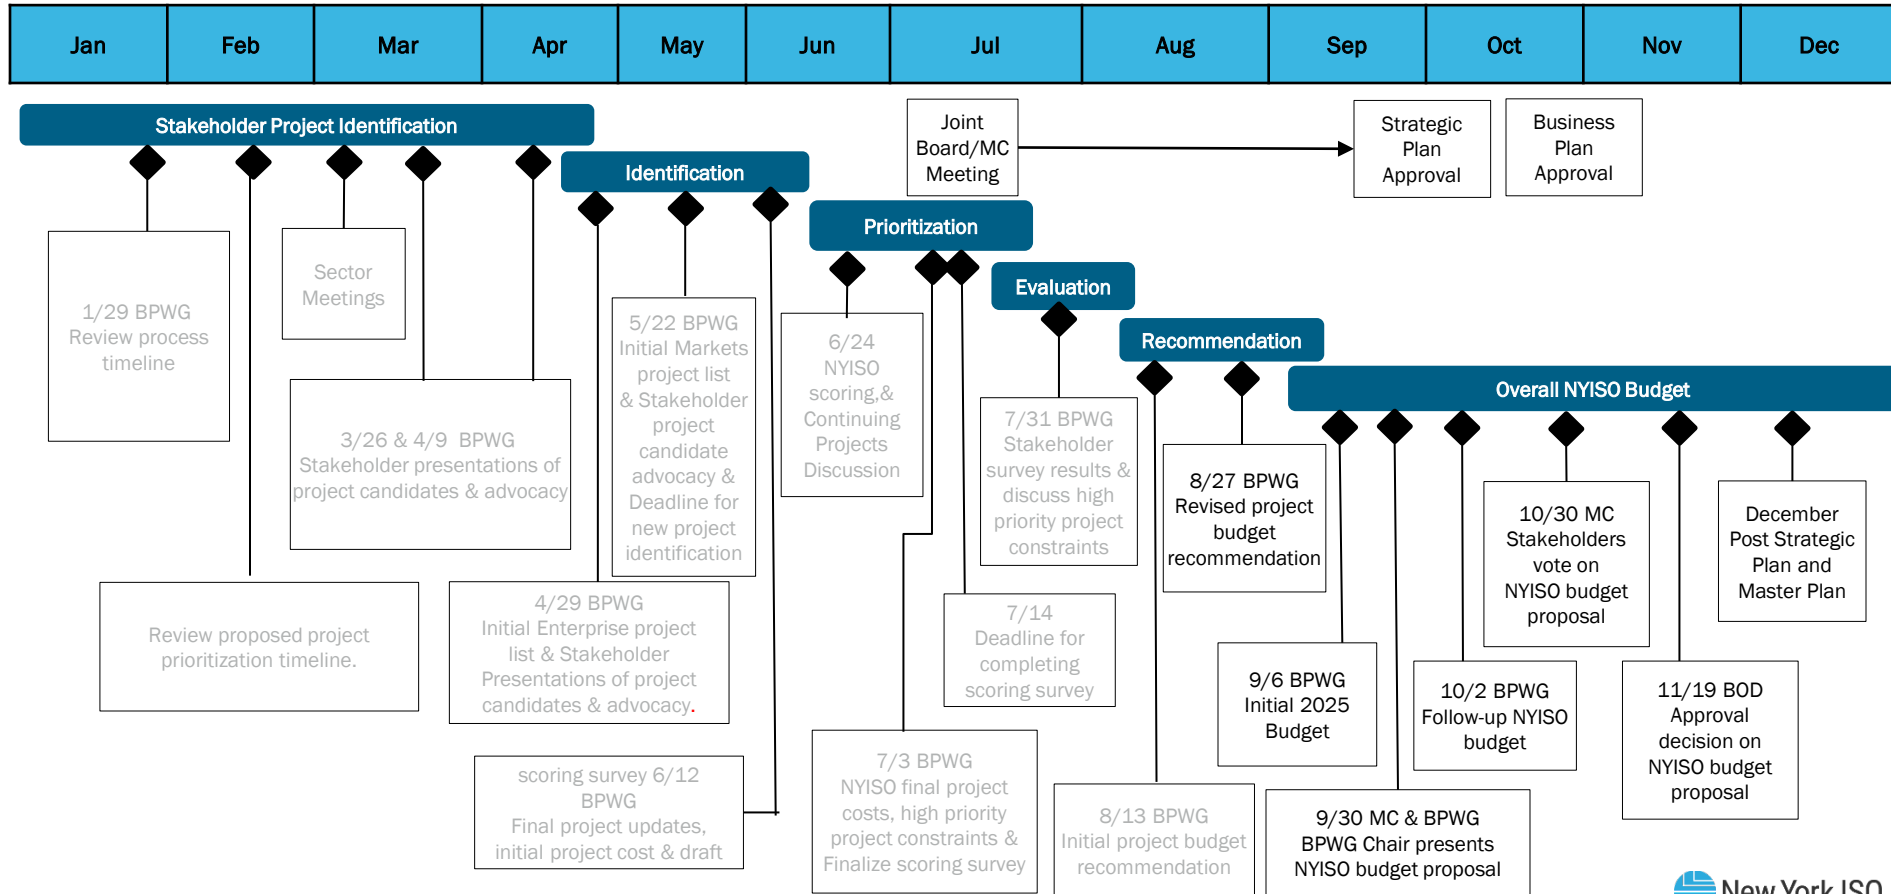 Jan
Feb
Mar
Apr
May
Jun
Jul
Aug
Sep
Oct
Nov
Dec
Stakeholder Project Identification
Identification
Prioritization
Evaluation
Recommendation
Overall NYISO Budget
Joint
Board/MC
Meeting
Strategic
Plan
Approval
Business
Plan
Approval
1/29 BPWG
Review process
timeline
Sector
Meetings
3/26 & 4/9 BPWG
Stakeholder presentations of
project candidates & advocacy
Review proposed project
prioritization timeline.
4/29 BPWG
Initial Enterprise project
list & Stakeholder
Presentations of project
candidates & advocacy.
5/22 BPWG
Initial Markets
project list
& Stakeholder
project
candidate
advocacy &
Deadline for
new project
identification
scoring survey 6/12
BPWG
Final project updates,
initial project cost & draft
6/24
NYISO
scoring,&
Continuing
Projects
Discussion
7/3 BPWG
NYISO final project
costs, high priority
project constraints &
Finalize scoring survey
7/14
Deadline for
completing
scoring survey
7/31 BPWG
Stakeholder
survey results &
discuss high
priority project
constraints
8/13 BPWG
Initial project budget
recommendation
8/27 BPWG
Revised project
budget
recommendation
9/6 BPWG
Initial 2025
Budget
9/30 MC & BPWG
BPWG Chair presents
NYISO budget proposal
10/2 BPWG
Follow-up NYISO
budget
10/30 MC
Stakeholders
vote on
NYISO budget
proposal
11/19 BOD
Approval
decision on
NYISO budget
proposal
December
Post Strategic
Plan and
Master Plan
New York ISO